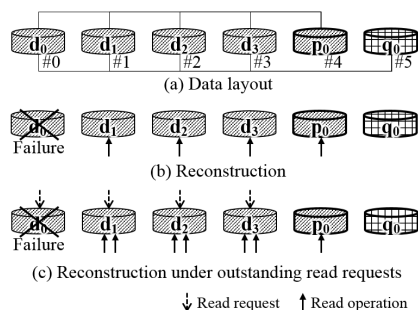 d₀ d₁ d₂ d₃ p₀ q₀
#0 #1 #2 #3 #4 #5
(a) Data layout
d₀ d₁ d₂ d₃ p₀ q₀
Failure
(b) Reconstruction
d₀ d₁ d₂ d₃ p₀ q₀
Failure
(c) Reconstruction under outstanding read requests
Read request Read operation